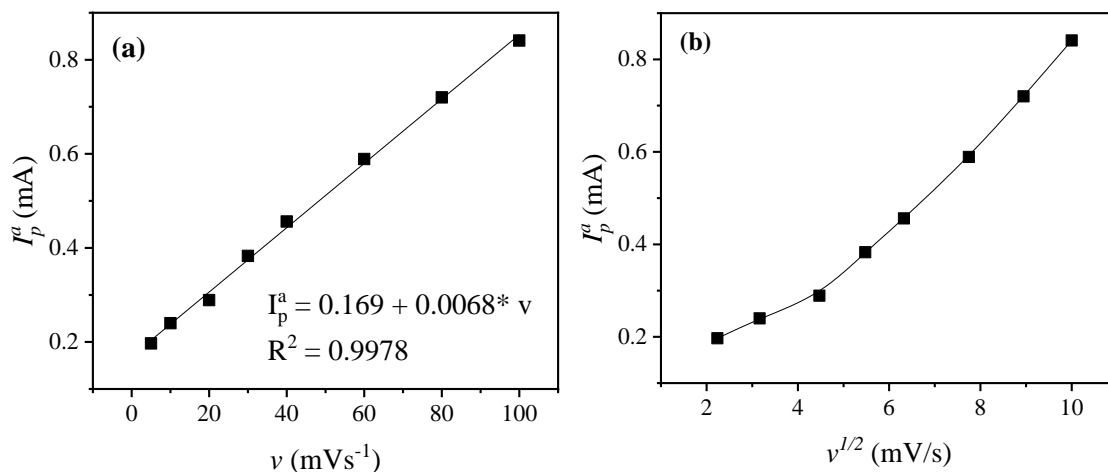 (a)
0.8
0.6
0.4
0.2
I_p^a (mA)
I_p^a = 0.169 + 0.0068* v
R^2 = 0.9978
0 20 40 60 80 100
v (mVs^-1)
(b)
0.8
0.6
0.4
0.2
I_p^a (mA)
2 4 6 8 10
v^1/2 (mV/s)